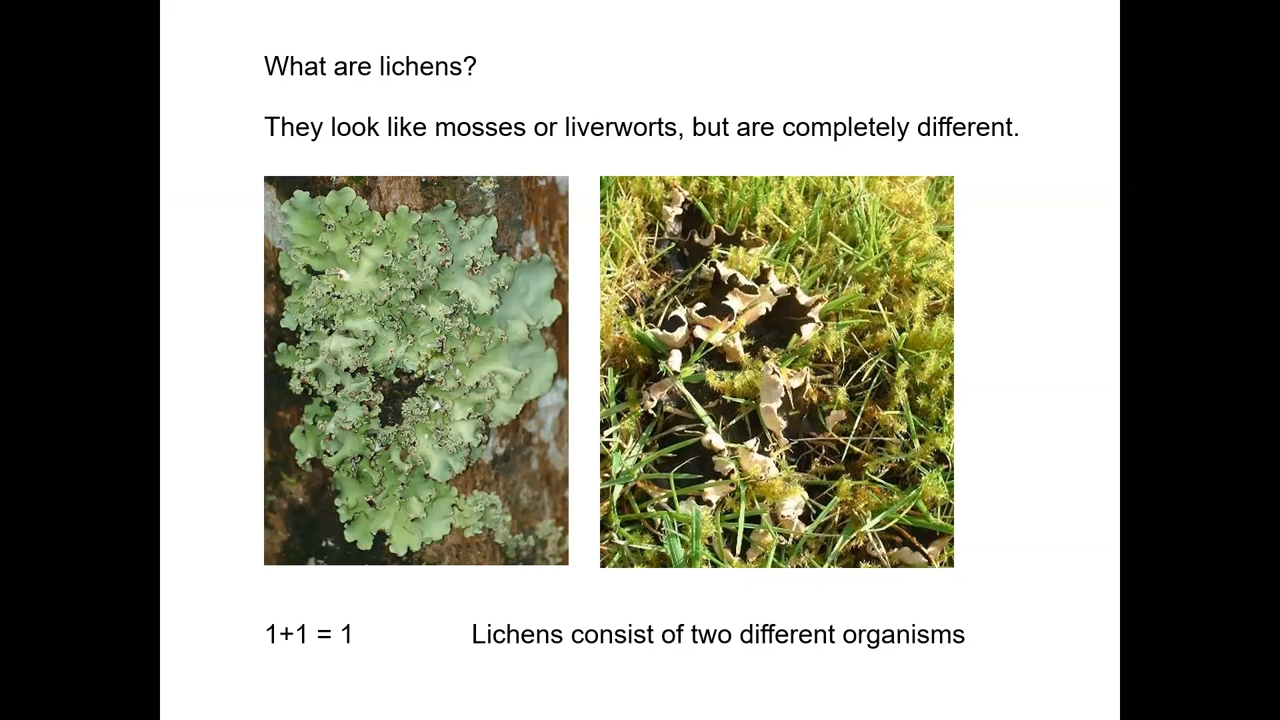 What are lichens?
They look like mosses or liverworts, but are completely different.
1+1 = 1 Lichens consist of two different organisms